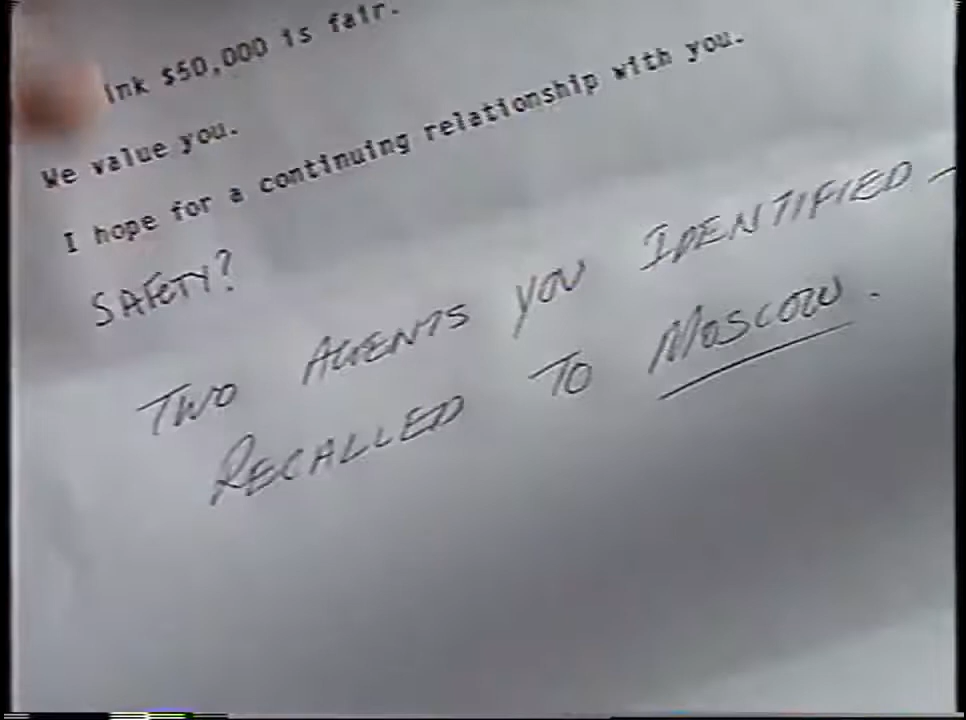 ink $50,000 is fair.
We value you.
I hope for a continuing relationship with you.
SAFETY?
TWO AGENTS YOU IDENTIFIED –
RECALLED TO MOSCOW.